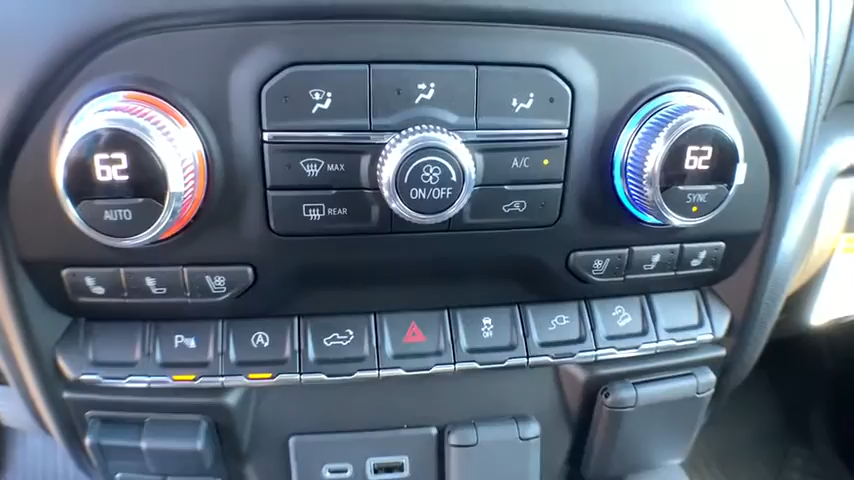 MAX
A/C
62
62
ON/OFF
AUTO
REAR
SYNC
P
A
OFF